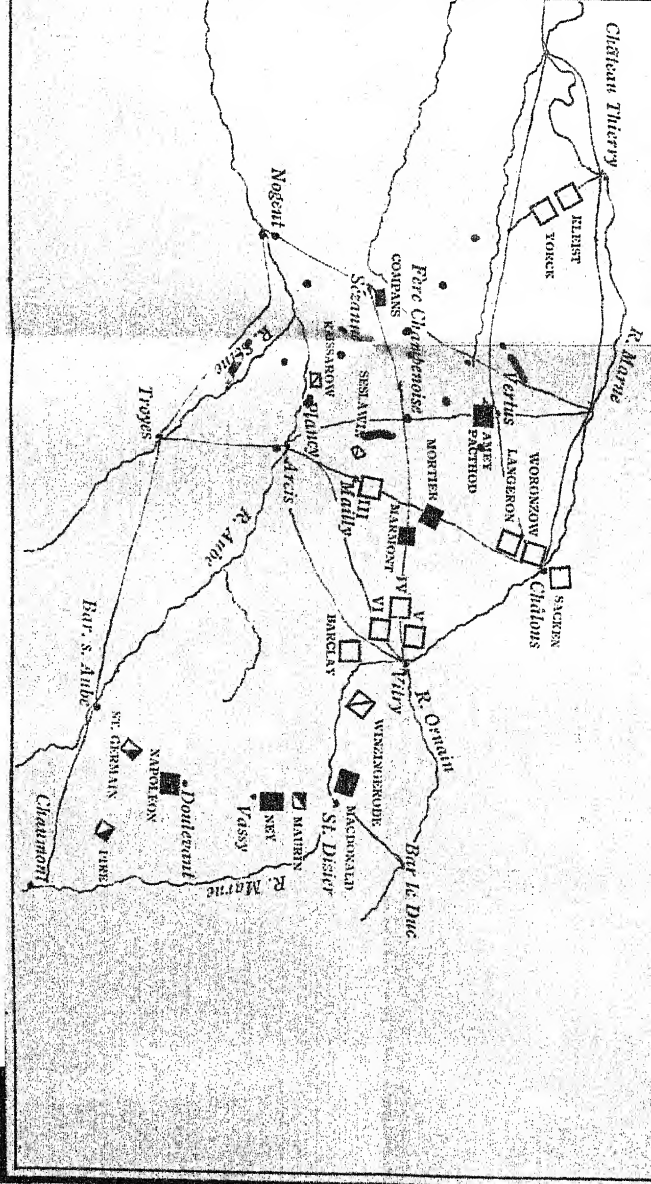 Château Thierry
R. Marne
KLEIST
YORCK
Nogent
COMPANS
Sézanne
Fère Champenoise
Vertus
AMEY
PACTHOD
WORONZOW
LANGERON
SACKEN
Châlons
MORTIER
MARMONT
SESLAWIN
Plancy
R. Seine
Troyes
Arcis
III
Mailly
IV
V
VI
BARCLAY
Vitry
R. Ornain
R. Aube
WINZINGERODE
MACDONALD
St. Dizier
Bar le Duc
MAURIN
NEY
Vassy
Doulevant
NAPOLEON
ST. GERMAIN
PIRE
Bar. s. Aube
Chaumont
R. Marne